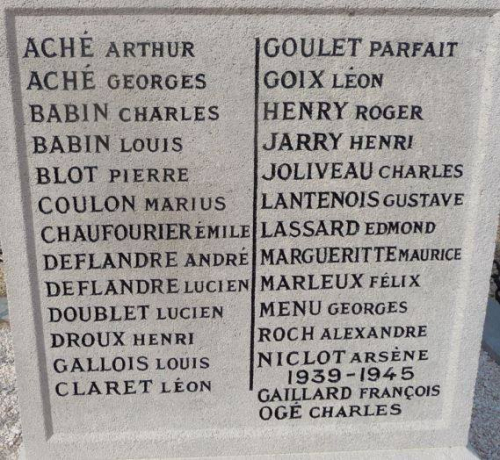 ACHÉ ARTHUR
ACHÉ GEORGES
BABIN CHARLES
BABIN LOUIS
BLOT PIERRE
COULON MARIUS
CHAUFOURIER ÉMILE
DEFLANDRE ANDRÉ
DEFLANDRE LUCIEN
DOUBLET LUCIEN
DROUX HENRI
GALLOIS LOUIS
CLARET LÉON
GOULET PARFAIT
GOIX LÉON
HENRY ROGER
JARRY HENRI
JOLIVEAU CHARLES
LANTENOIS GUSTAVE
LASSARD EDMOND
MARGUERITTE MAURICE
MARLEUX FÉLIX
MENU GEORGES
ROCH ALEXANDRE
NICLOT ARSÈNE
1939-1945
GAILLARD FRANÇOIS
OGÉ CHARLES